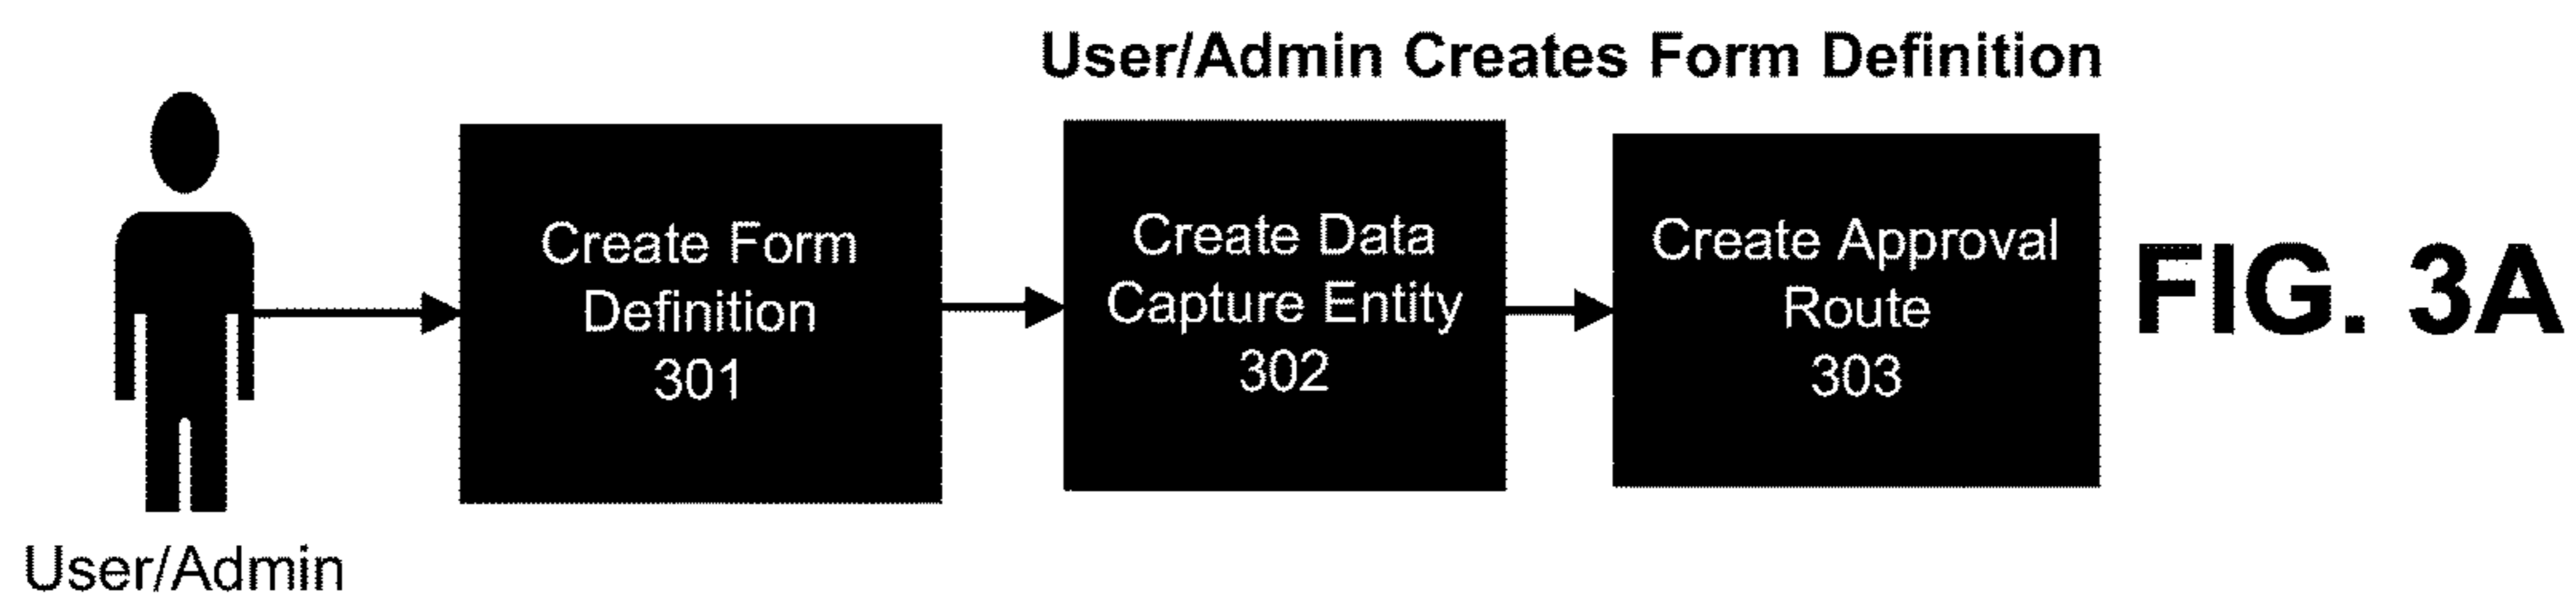 User/Admin Creates Form Definition
Create Form
Definition
301
Create Data
Capture Entity
302
Create Approval
Route
303
FIG. 3A
User/Admin